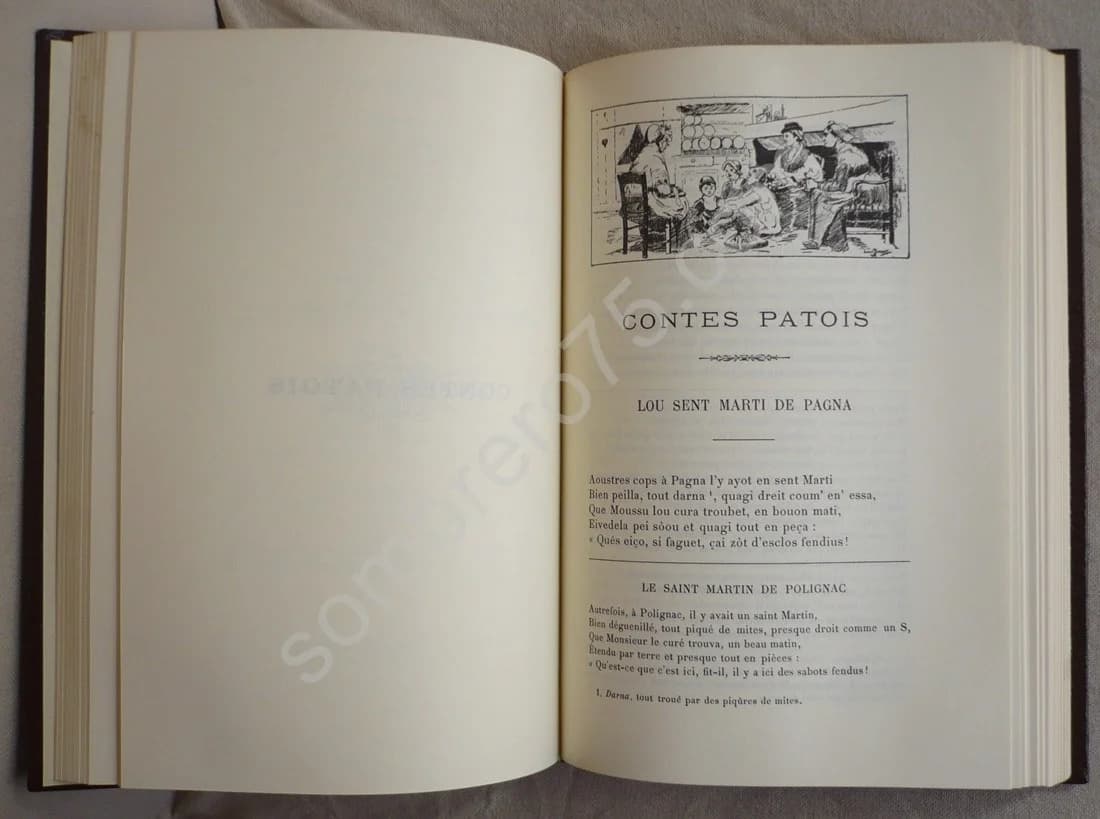 CONTES PATOIS
LOU SENT MARTI DE PAGNA
Aoustres cops à Pagna l'y ayot en sent Marti
Bien peilla, tout darna ¹, quagi dreit coum' en' essa,
Que Moussu lou cura troubet, en bouon mati,
Eivedela pei sòou et quagi tout en peça :
« Qués eiço, si faguet, çai zòt d'esclos fendius !
LE SAINT MARTIN DE POLIGNAC
Autrefois, à Polignac, il y avait un saint Martin,
Bien déguenillé, tout piqué de mites, presque droit comme un S,
Que Monsieur le curé trouva, un beau matin,
Étendu par terre et presque tout en pièces :
« Qu'est-ce que c'est ici, fit-il, il y a ici des sabots fendus !
1. Darna, tout troué par des piqûres de mites.
CONTES PATOIS
sombrero75.